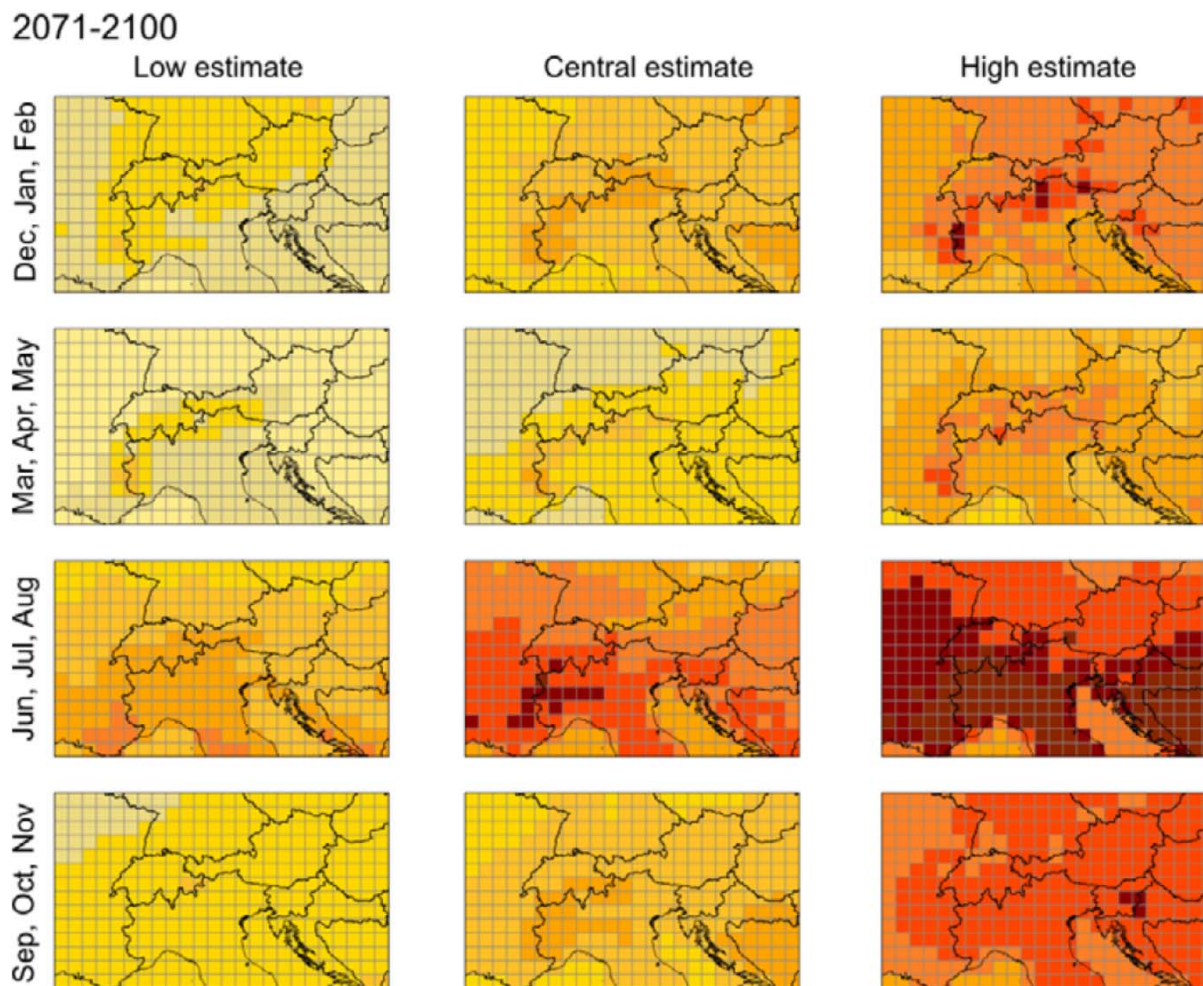 2071-2100
Low estimate
Central estimate
High estimate
Dec, Jan, Feb
Mar, Apr, May
Jun, Jul, Aug
Sep, Oct, Nov